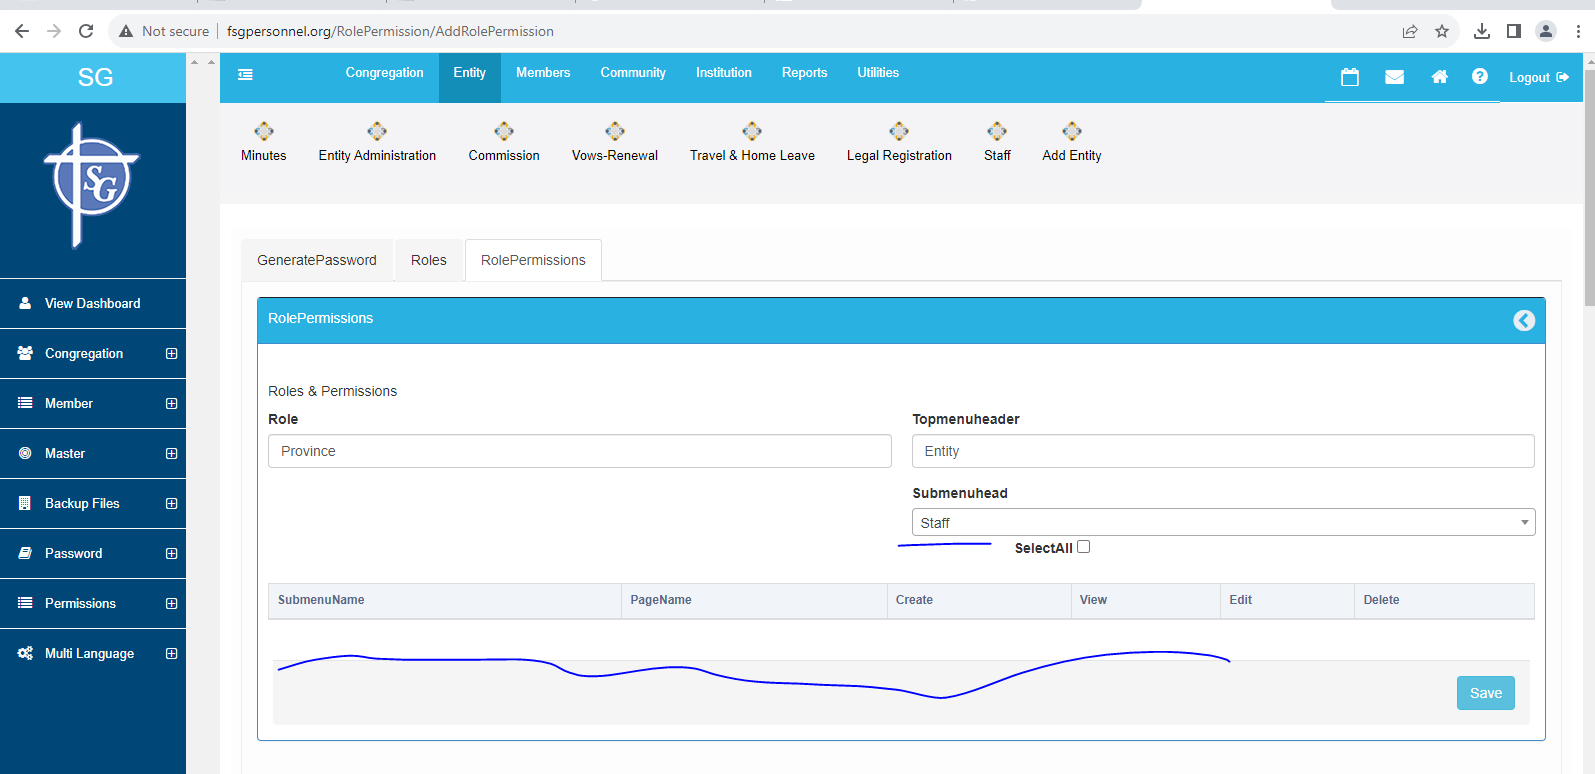 Not secure fsgpersonnel.org/RolePermission/AddRolePermission
SG
Congregation Entity Members Community Institution Reports Utilities
Logout
SG
Minutes Entity Administration Commission Vows-Renewal Travel & Home Leave Legal Registration Staff Add Entity
View Dashboard
Congregation
Member
Master
Backup Files
Password
Permissions
Multi Language
GeneratePassword Roles RolePermissions
RolePermissions
Roles & Permissions
Role Topmenuheader
Province Entity
Submenuhead
Staff
SelectAll
SubmenuName PageName Create View Edit Delete
Save